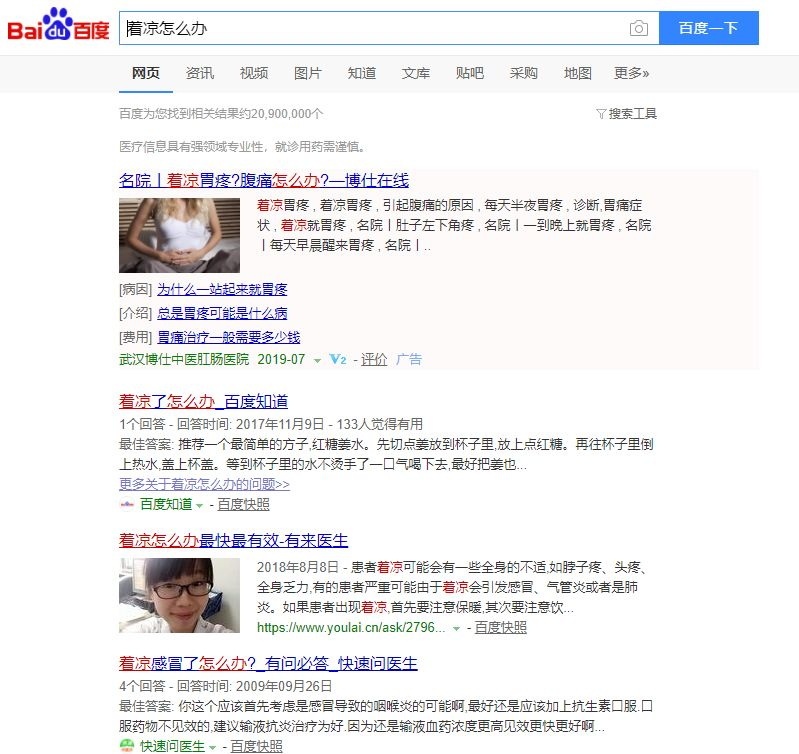 Bai du 百度
着凉怎么办
百度一下
网页 资讯 视频 图片 知道 文库 贴吧 采购 地图 更多»
百度为您找到相关结果约20,900,000个
搜索工具
医疗信息具有强领域专业性，就诊用药需谨慎。
名院丨着凉胃疼?腹痛怎么办?—博仕在线
着凉胃疼 , 着凉胃疼 , 引起腹痛的原因 , 每天半夜胃疼 , 诊断,胃痛症
状 , 着凉就胃疼 , 名院丨肚子左下角疼 , 名院丨一到晚上就胃疼 , 名院
丨每天早晨醒来胃疼 , 名院丨..
[病因] 为什么一站起来就胃疼
[介绍] 总是胃疼可能是什么病
[费用] 胃痛治疗一般需要多少钱
武汉博仕中医肛肠医院 2019-07 V2 - 评价 广告
着凉了怎么办_百度知道
1个回答 - 回答时间: 2017年11月9日 - 133人觉得有用
最佳答案: 推荐一个最简单的方子,红糖姜水。先切点姜放到杯子里,放上点红糖。再往杯子里倒
上热水,盖上杯盖。等到杯子里的水不烫手了一口气喝下去,最好把姜也...
更多关于着凉怎么办的问题>>
百度知道 - 百度快照
着凉怎么办最快最有效-有来医生
2018年8月8日 - 患者着凉可能会有一些全身的不适,如脖子疼、头疼、
全身乏力,有的患者严重可能由于着凉会引发感冒、气管炎或者是肺
炎。如果患者出现着凉,首先要注意保暖,其次要注意饮...
https://www.youlai.cn/ask/2796... - 百度快照
着凉感冒了怎么办?_有问必答_快速问医生
4个回答 - 回答时间: 2009年09月26日
最佳答案: 你这个应该首先考虑是感冒导致的咽喉炎的可能啊,最好还是应该加上抗生素口服.口
服药物不见效的,建议输液抗炎治疗为好.因为还是输液血药浓度更高见效更快更好啊...
快速问医生 - 百度快照